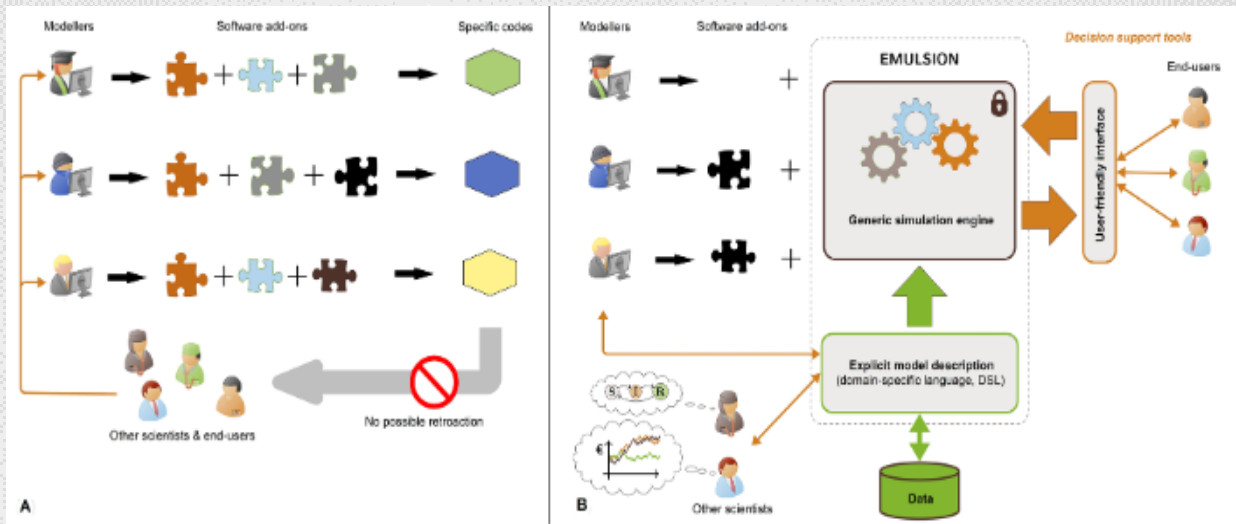 Modellers
Software add-ons
Specific codes
+
+
+
+
+
+
No possible retroaction
Other scientists & end-users
A
Modellers
Software add-ons
Decision support tools
EMULSION
End-users
+
+
+
Generic simulation engine
User-friendly interface
Explicit model description
(domain-specific language, DSL)
S I R
€
Other scientists
Data
B